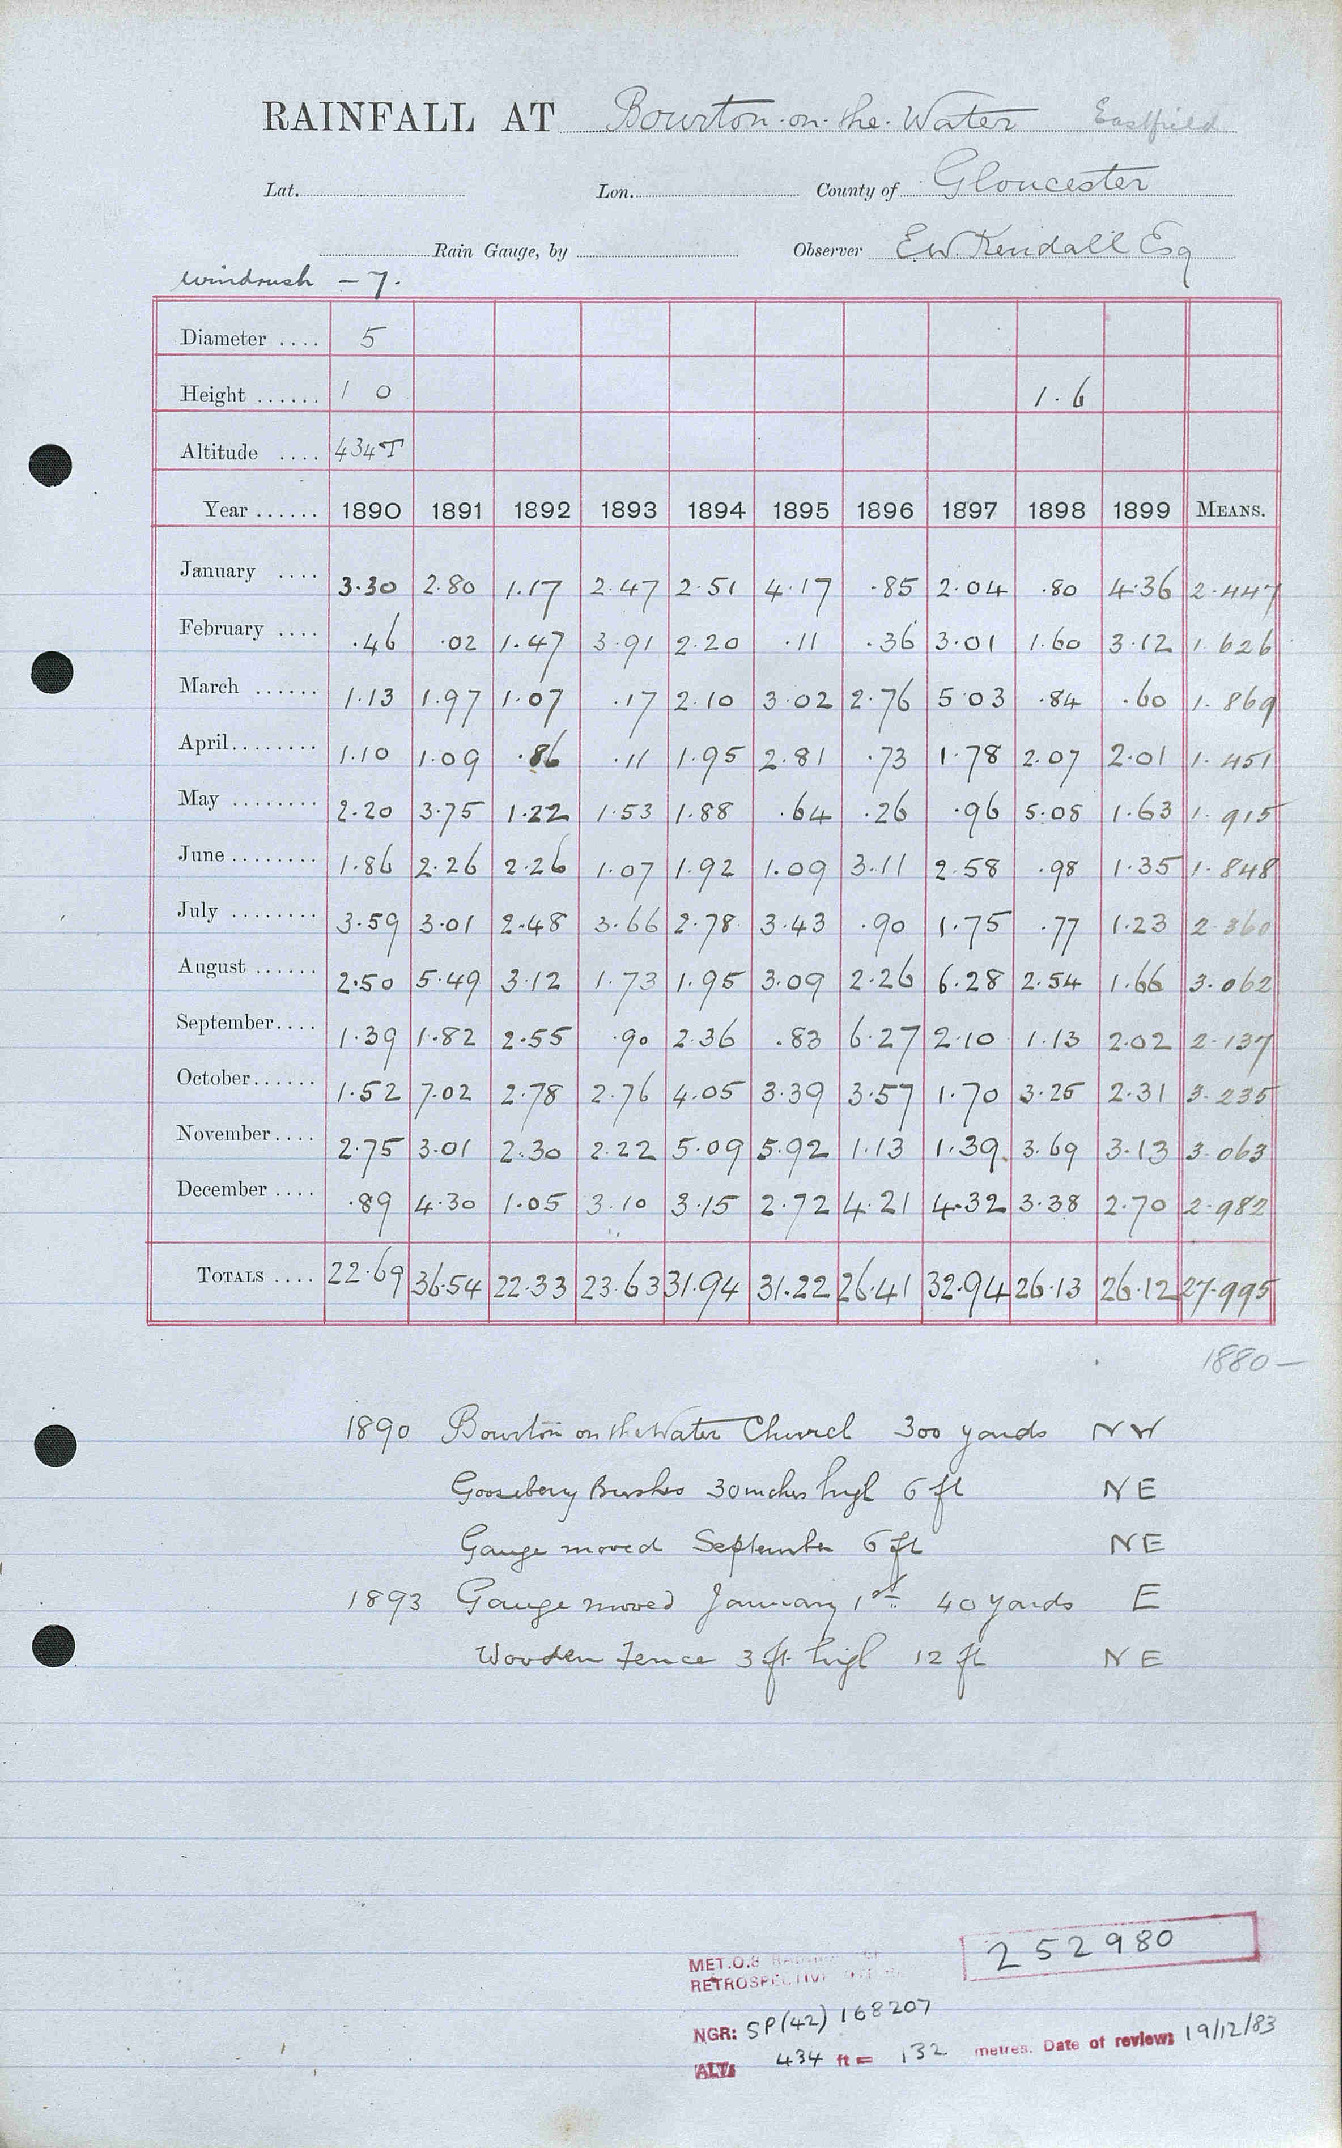 RAINFALL AT Bourton-on-the-Water Eastfield
Lat. Lon. County of Gloucester
Rain Gauge, by Observer E.W. Kendall Esq
Windrush – 7.
Diameter .... 5
Height ...... 1 0 1.6
Altitude .... 434T
Year ...... 1890 1891 1892 1893 1894 1895 1896 1897 1898 1899 MEANS.
January .... 3.30 2.80 1.17 2.47 2.51 4.17 .85 2.04 .80 4.36 2.447
February .... .46 .02 1.47 3.91 2.20 .11 .36 3.01 1.60 3.12 1.626
March ...... 1.13 1.97 1.07 .17 2.10 3.02 2.76 5.03 .84 .60 1.869
April........ 1.10 1.09 .86 .11 1.95 2.81 .73 1.78 2.07 2.01 1.451
May ........ 2.20 3.75 1.22 1.53 1.88 .64 .26 .96 5.08 1.63 1.915
June........ 1.86 2.26 2.26 1.07 1.92 1.09 3.11 2.58 .98 1.35 1.848
July ........ 3.59 3.01 2.48 3.66 2.78 3.43 .90 1.75 .77 1.23 2.360
August ...... 2.50 5.49 3.12 1.73 1.95 3.09 2.26 6.28 2.54 1.66 3.062
September.... 1.39 1.82 2.55 .90 2.36 .83 6.27 2.10 1.13 2.02 2.137
October...... 1.52 7.02 2.78 2.76 4.05 3.39 3.57 1.70 3.25 2.31 3.235
November.... 2.75 3.01 2.30 2.22 5.09 5.92 1.13 1.39 3.69 3.13 3.063
December .... .89 4.30 1.05 3.10 3.15 2.72 4.21 4.32 3.38 2.70 2.982
TOTALS .... 22.69 36.54 22.33 23.63 31.94 31.22 26.41 32.94 26.13 26.12 27.995
1880 –
1890 Bourton on the Water Church 300 yards NW
Gooseberry Bushes 30 inches high 6 ft NE
Gauge moved September 6 ft NE
1893 Gauge moved January 1st 40 yards E
Wooden Fence 3 ft high 12 ft NE
252980
MET.O.8
NGR: SP(42) 168207
ALT: 434 ft = 132 metres. Date of review: 19/12/83